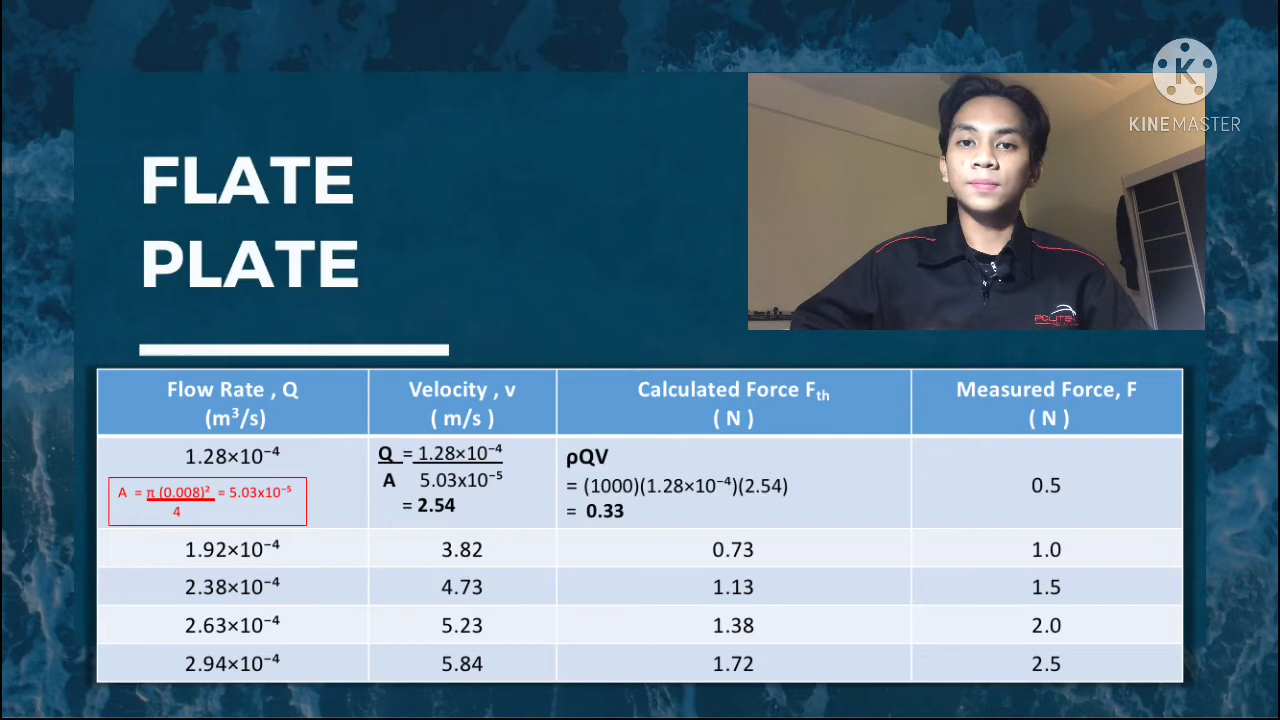 K
KINEMASTER
FLATE
PLATE
Flow Rate , Q
(m³/s)
Velocity , v
( m/s )
Calculated Force Fth
( N )
Measured Force, F
( N )
1.28×10⁻⁴
A = π (0.008)² = 5.03x10⁻⁵
4
Q = 1.28×10⁻⁴
A 5.03x10⁻⁵
= 2.54
ρQV
= (1000)(1.28×10⁻⁴)(2.54)
= 0.33
0.5
1.92×10⁻⁴ 3.82 0.73 1.0
2.38×10⁻⁴ 4.73 1.13 1.5
2.63×10⁻⁴ 5.23 1.38 2.0
2.94×10⁻⁴ 5.84 1.72 2.5